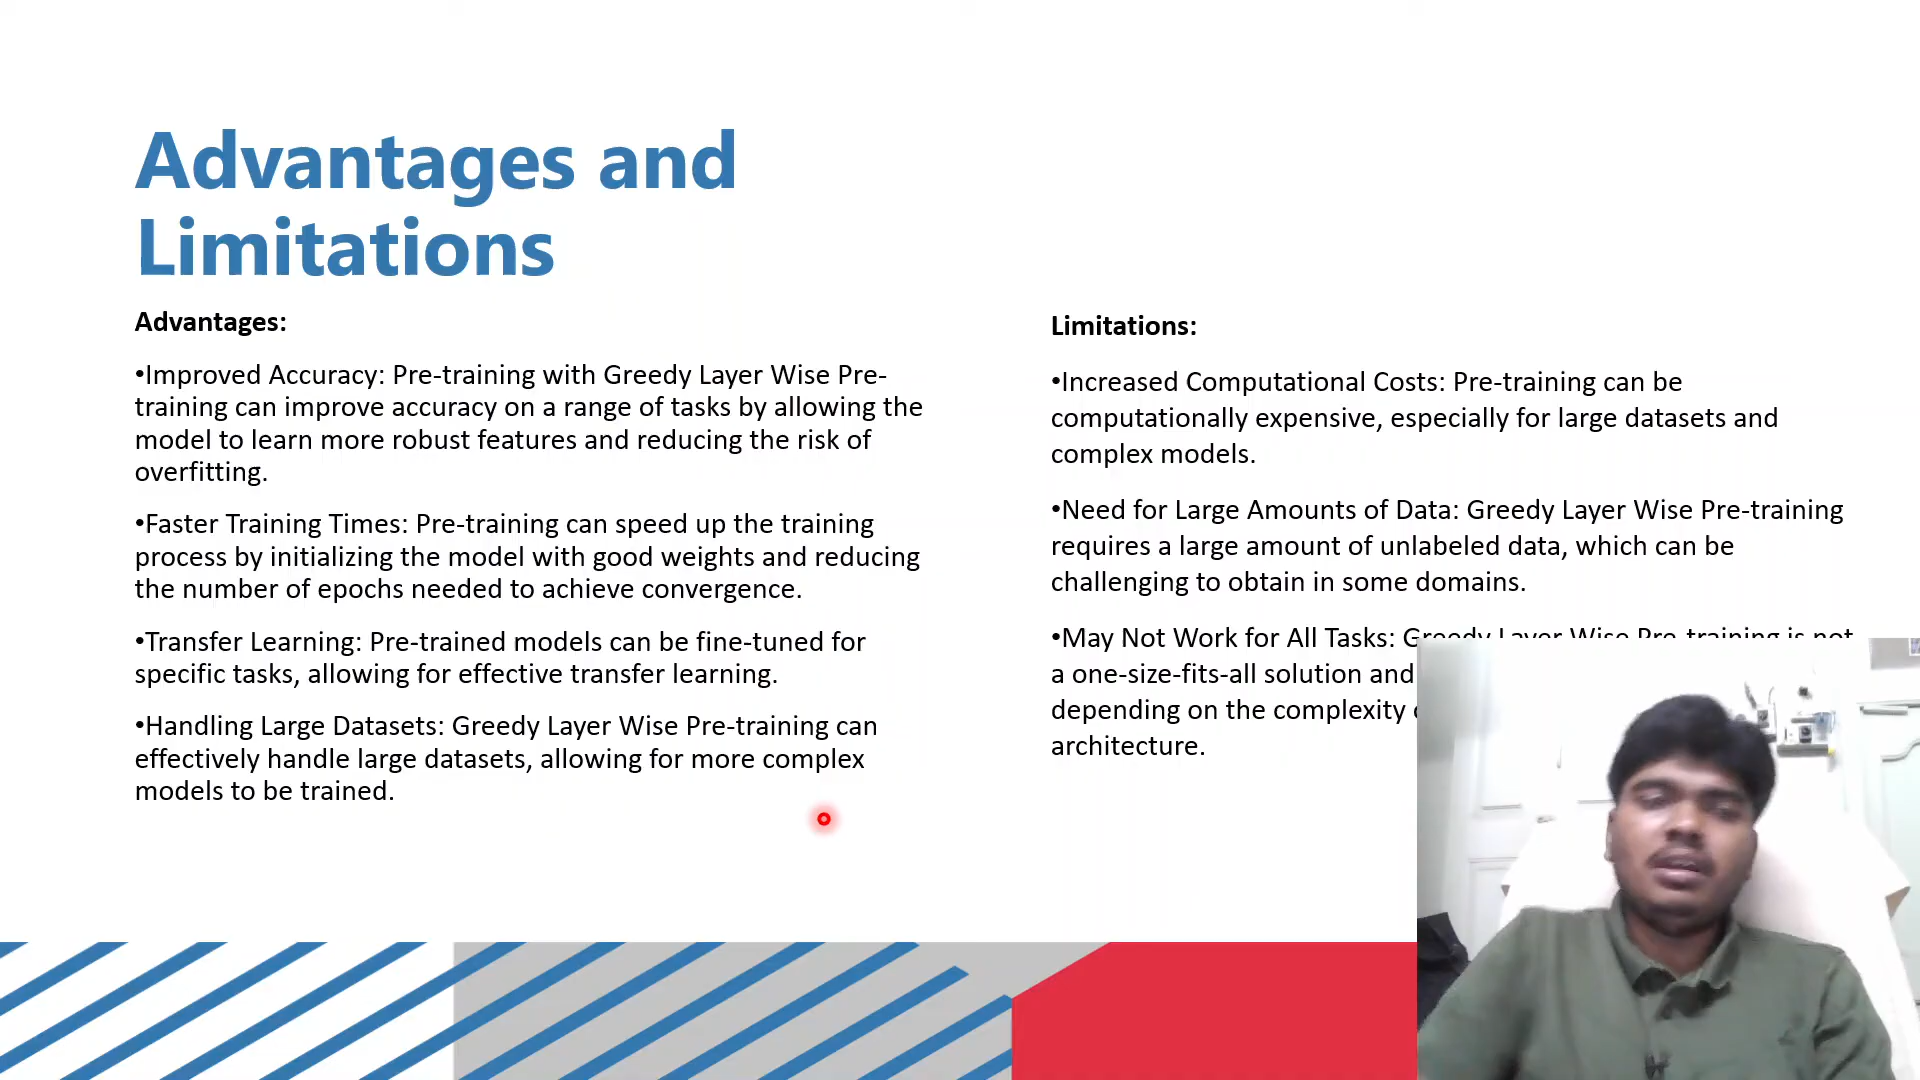 Advantages and
Limitations
Advantages:
•Improved Accuracy: Pre-training with Greedy Layer Wise Pre-
training can improve accuracy on a range of tasks by allowing the
model to learn more robust features and reducing the risk of
overfitting.
•Faster Training Times: Pre-training can speed up the training
process by initializing the model with good weights and reducing
the number of epochs needed to achieve convergence.
•Transfer Learning: Pre-trained models can be fine-tuned for
specific tasks, allowing for effective transfer learning.
•Handling Large Datasets: Greedy Layer Wise Pre-training can
effectively handle large datasets, allowing for more complex
models to be trained.
Limitations:
•Increased Computational Costs: Pre-training can be
computationally expensive, especially for large datasets and
complex models.
•Need for Large Amounts of Data: Greedy Layer Wise Pre-training
requires a large amount of unlabeled data, which can be
challenging to obtain in some domains.
•May Not Work for All Tasks: Greedy Layer Wise Pre-training is not
a one-size-fits-all solution and
depending on the complexity
architecture.